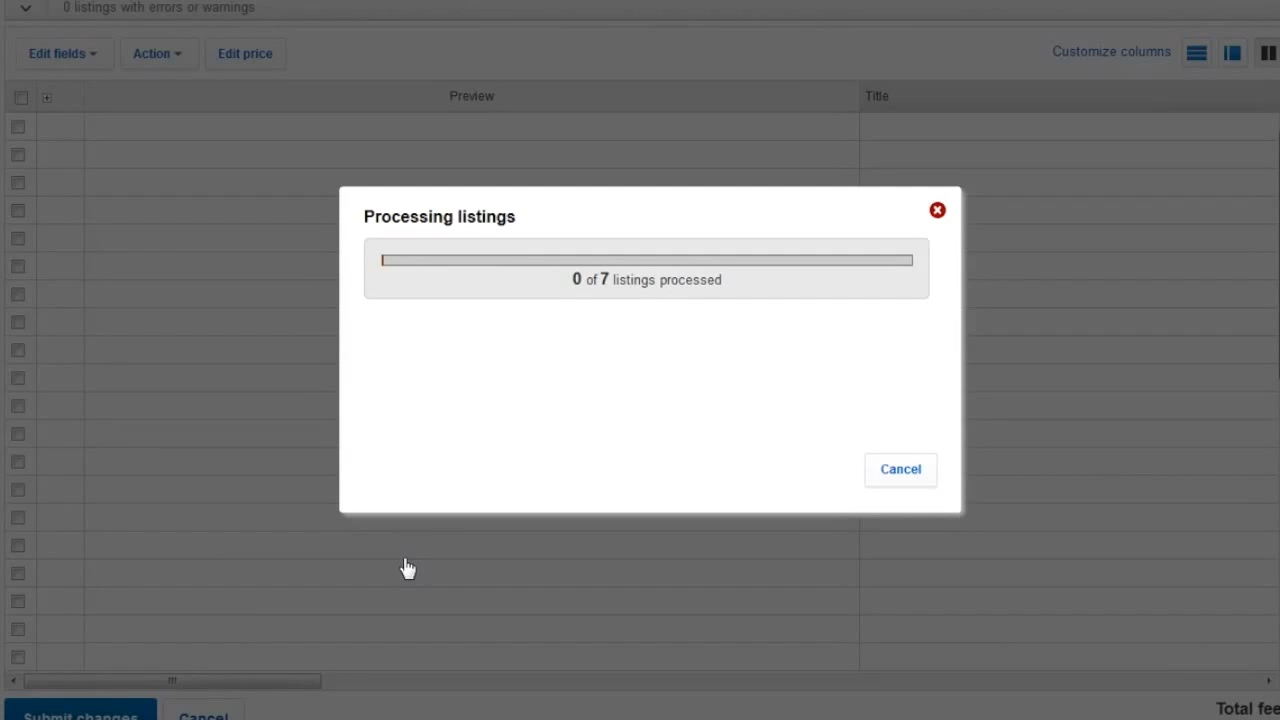 0 listings with errors or warnings
Edit fields
Action
Edit price
Customize columns
Preview
Title
Processing listings
0 of 7 listings processed
Cancel
Submit changes
Cancel
Total fee